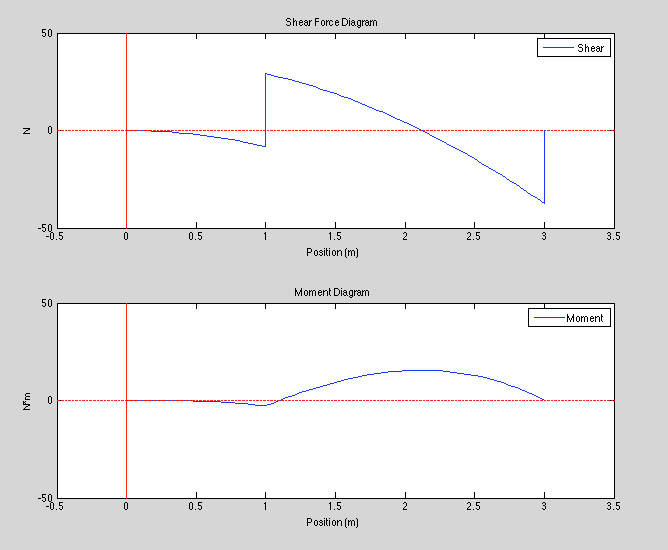 Shear Force Diagram
50
Shear
N
0
-50
-0.5 0 0.5 1 1.5 2 2.5 3 3.5
Position (m)
Moment Diagram
50
Moment
N*m
0
-50
-0.5 0 0.5 1 1.5 2 2.5 3 3.5
Position (m)